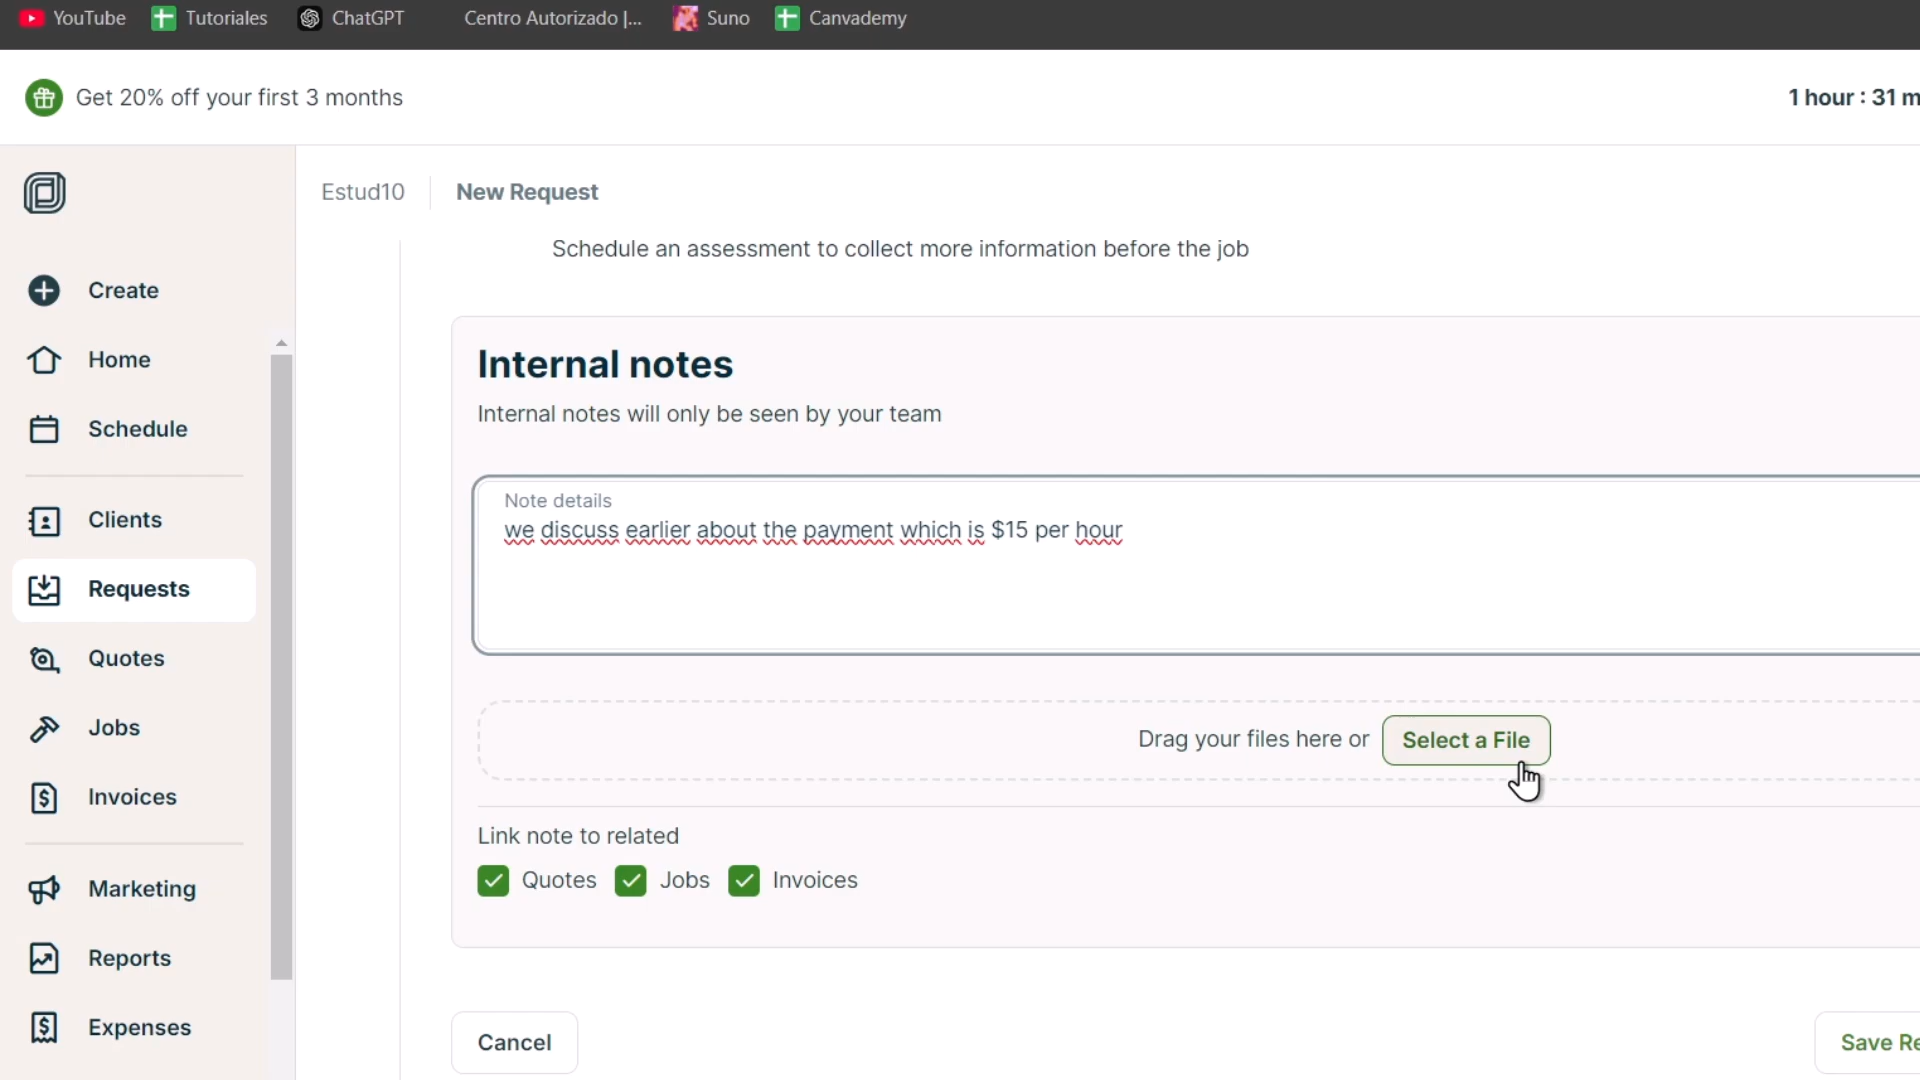 YouTube Tutoriales ChatGPT Centro Autorizado |... Suno Canvademy
Get 20% off your first 3 months
1 hour : 31 m
Estud10 New Request
Schedule an assessment to collect more information before the job
Create
Home
Schedule
Clients
Requests
Quotes
Jobs
Invoices
Marketing
Reports
Expenses
Internal notes
Internal notes will only be seen by your team
Note details
we discuss earlier about the payment which is $15 per hour
Drag your files here or Select a File
Link note to related
Quotes Jobs Invoices
Cancel
Save Re